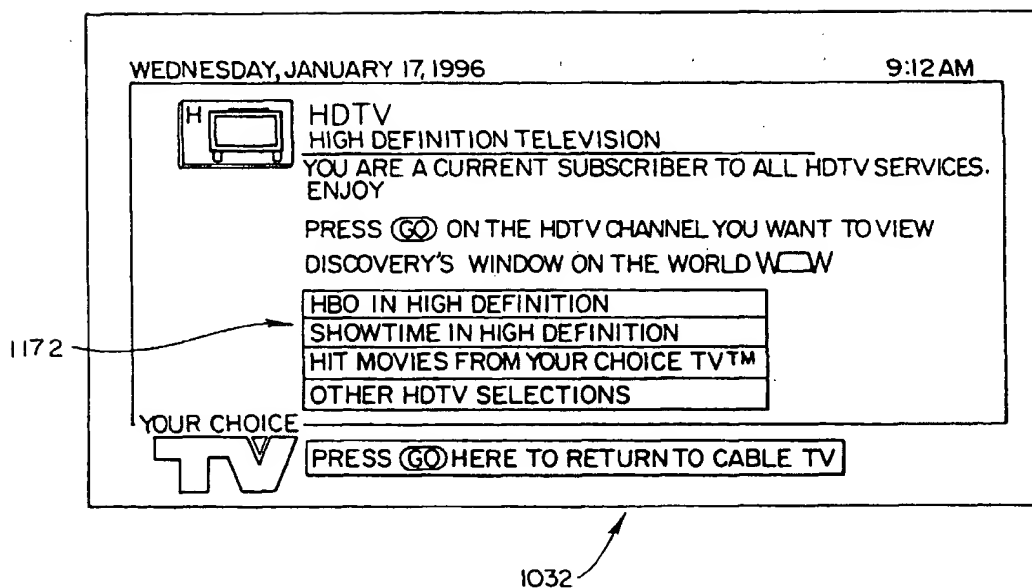 WEDNESDAY, JANUARY 17, 1996 9:12 AM
H
HDTV
HIGH DEFINITION TELEVISION
YOU ARE A CURRENT SUBSCRIBER TO ALL HDTV SERVICES.
ENJOY
PRESS GO ON THE HDTV CHANNEL YOU WANT TO VIEW
DISCOVERY'S WINDOW ON THE WORLD WOW
HBO IN HIGH DEFINITION
SHOWTIME IN HIGH DEFINITION
HIT MOVIES FROM YOUR CHOICE TV™
OTHER HDTV SELECTIONS
1172
YOUR CHOICE
TV
PRESS GO HERE TO RETURN TO CABLE TV
1032